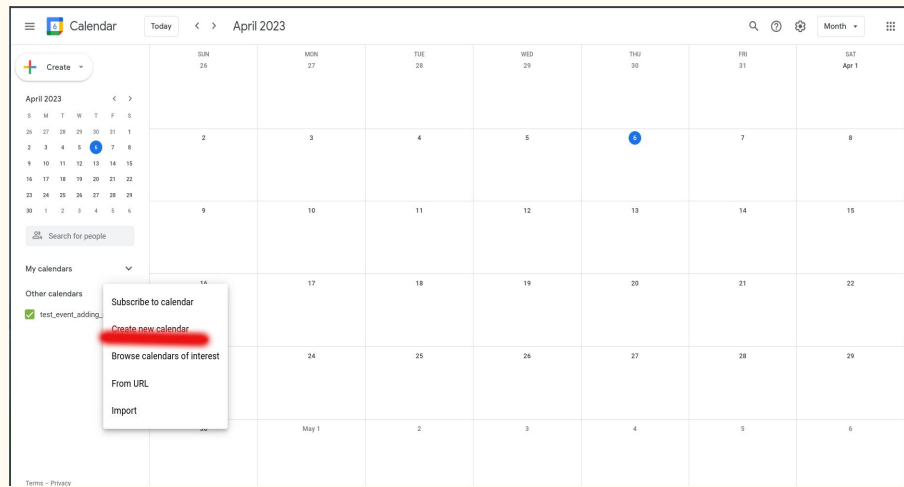 6 Calendar Today April 2023 Month
Create
SUN MON TUE WED THU FRI SAT
26 27 28 29 30 31 Apr 1
April 2023
S M T W T F S
26 27 28 29 30 31 1
2 3 4 5 6 7 8
9 10 11 12 13 14 15
16 17 18 19 20 21 22
23 24 25 26 27 28 29
30 1 2 3 4 5 6
2 3 4 5 6 7 8
9 10 11 12 13 14 15
Search for people
My calendars
Other calendars
test_event_adding_
16 17 18 19 20 21 22
Subscribe to calendar
Create new calendar
Browse calendars of interest
From URL
Import
24 25 26 27 28 29
30 May 1 2 3 4 5 6
Terms – Privacy